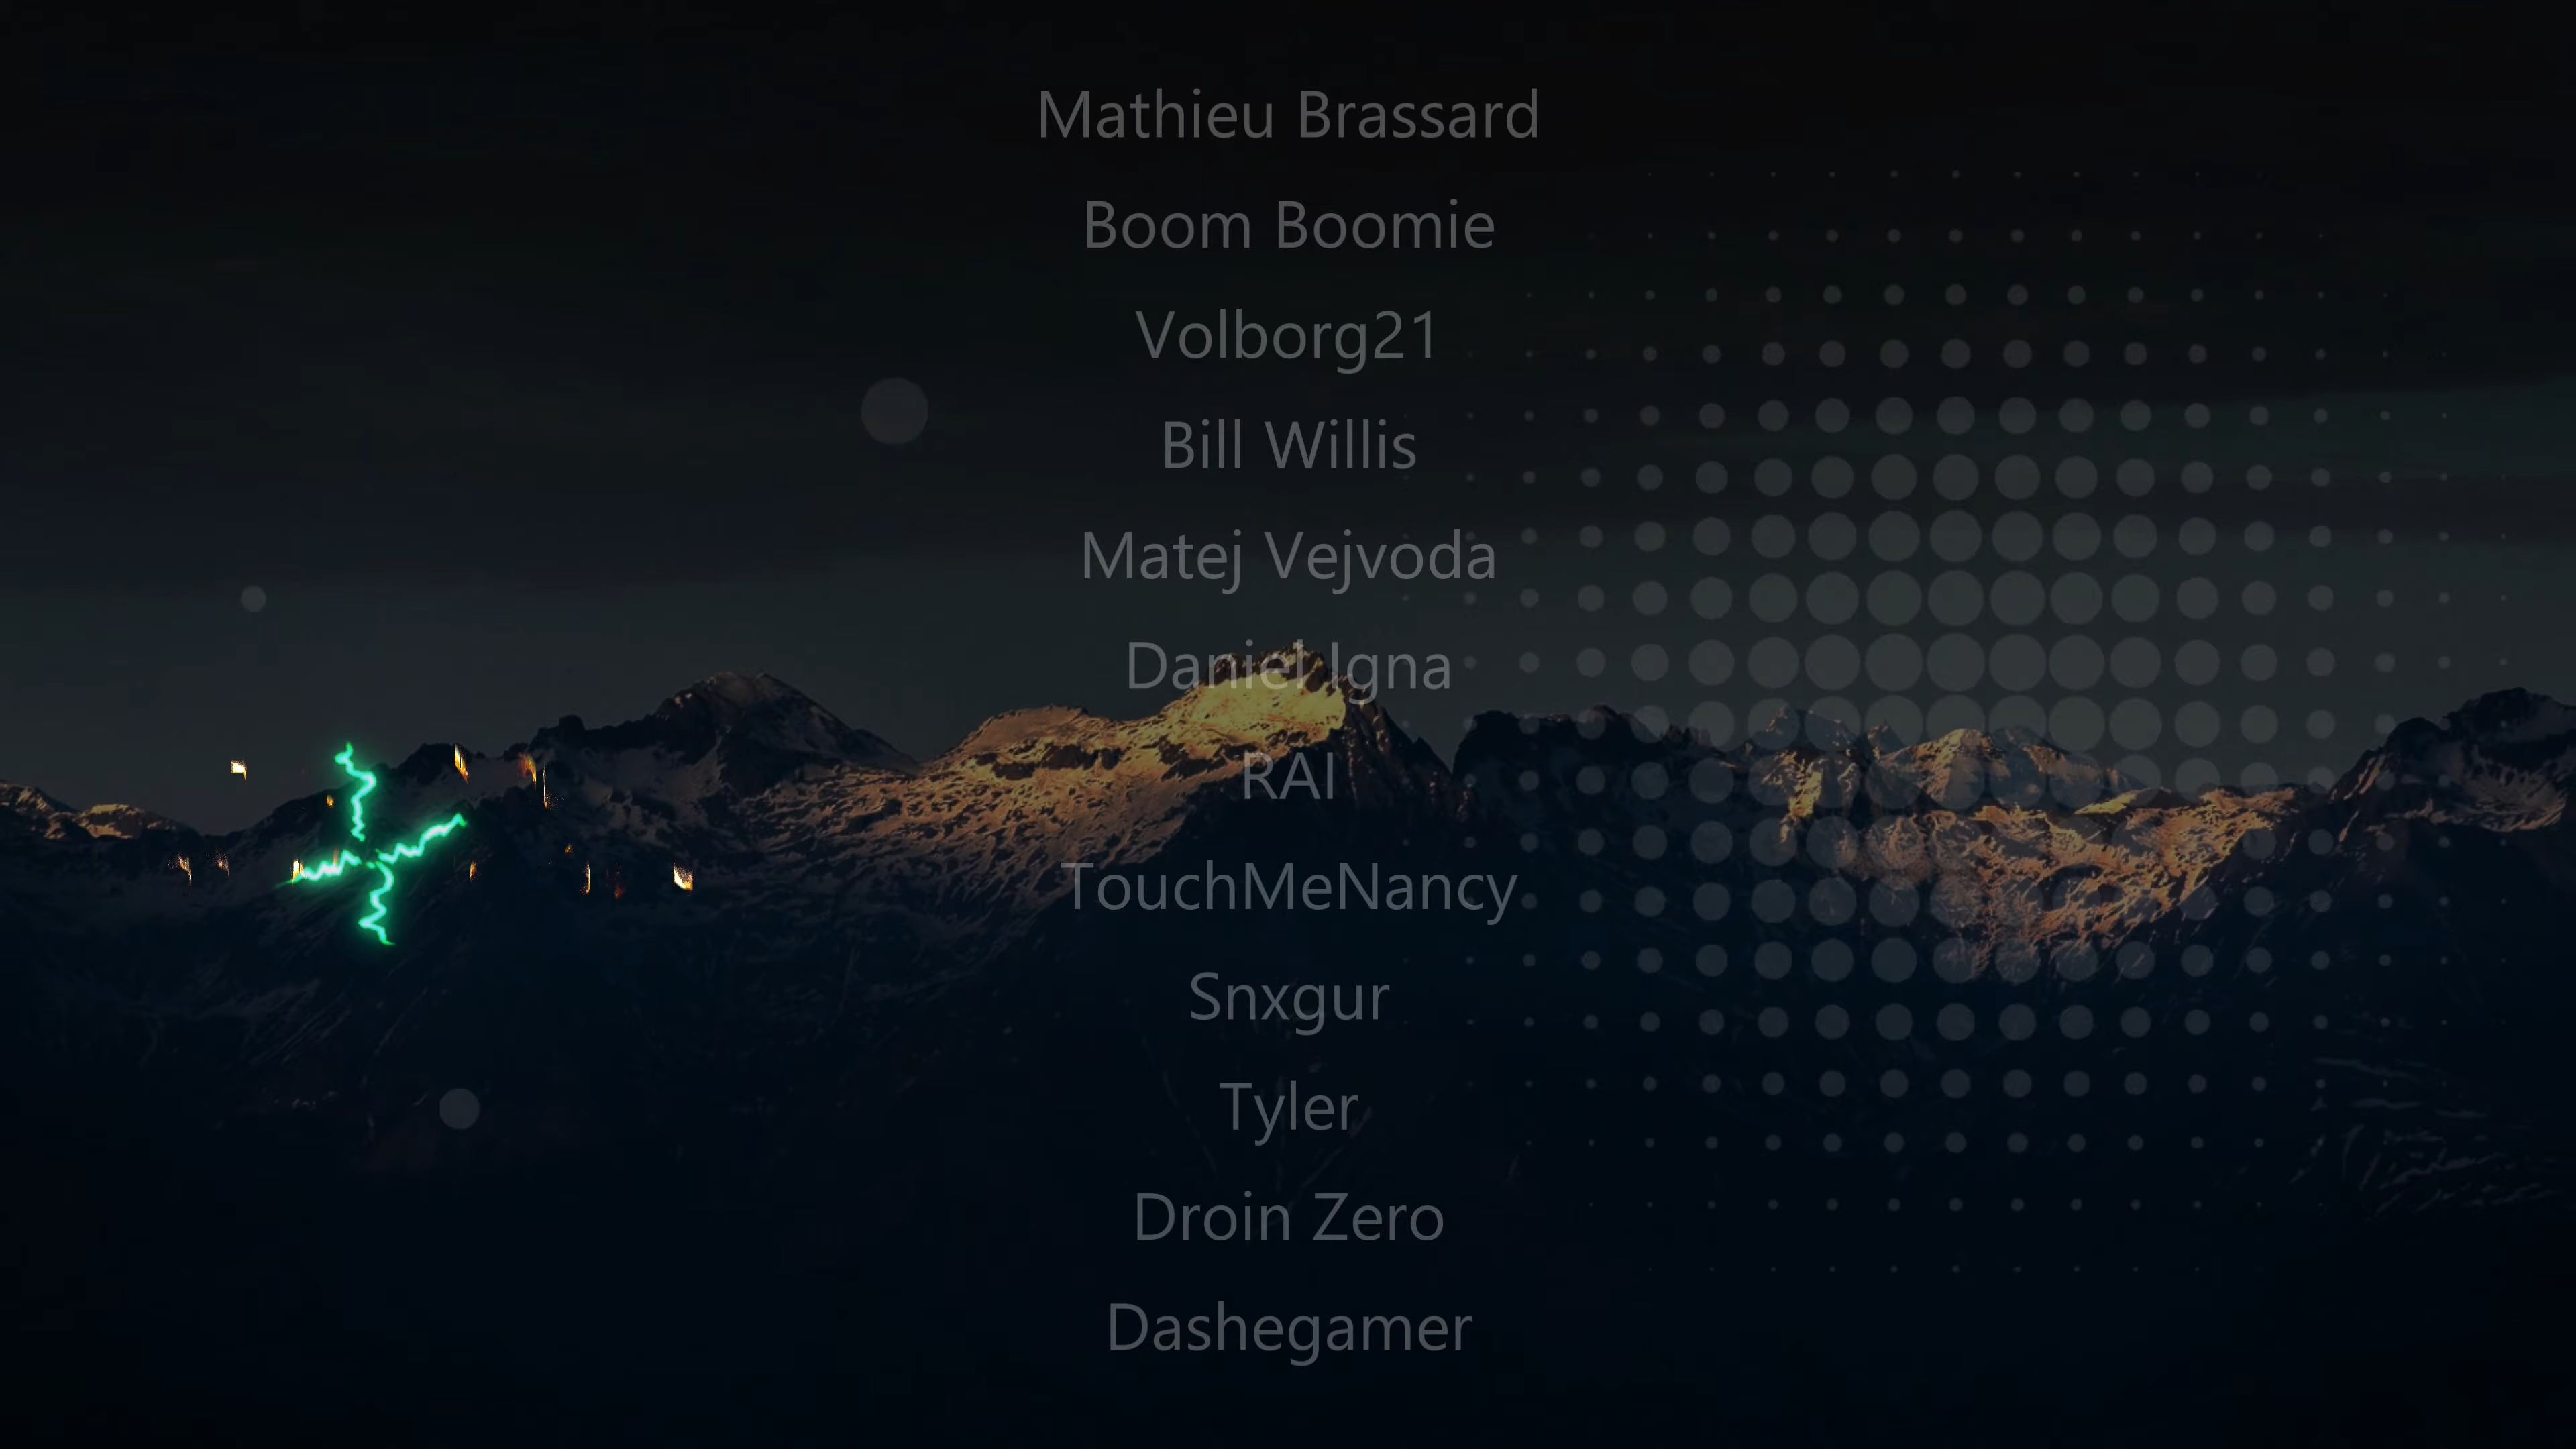 Mathieu Brassard
Boom Boomie
Volborg21
Bill Willis
Matej Vejvoda
Daniel Igna
RAI
TouchMeNancy
Snxgur
Tyler
Droin Zero
Dashegamer